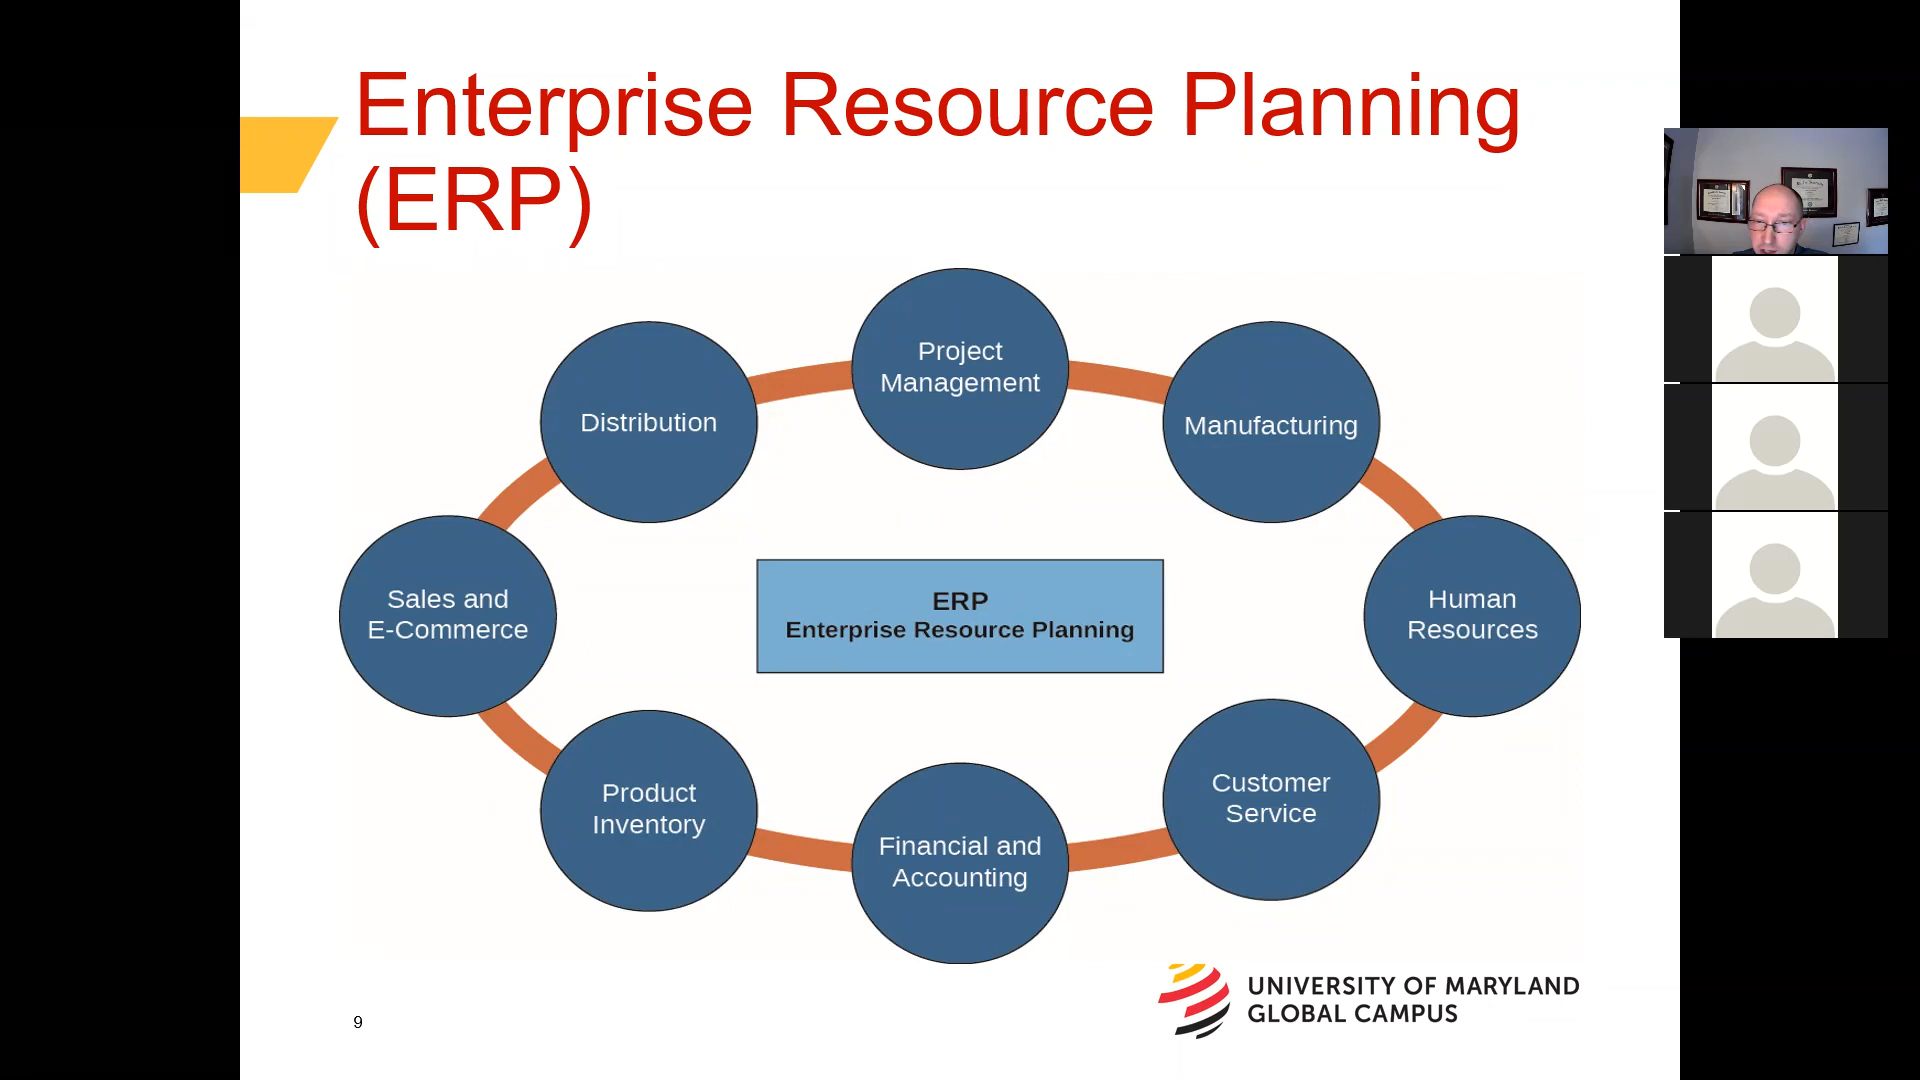 Enterprise Resource Planning
(ERP)
Project
Management
Distribution
Manufacturing
Sales and
E-Commerce
ERP
Enterprise Resource Planning
Human
Resources
Product
Inventory
Customer
Service
Financial and
Accounting
UNIVERSITY OF MARYLAND
GLOBAL CAMPUS
9